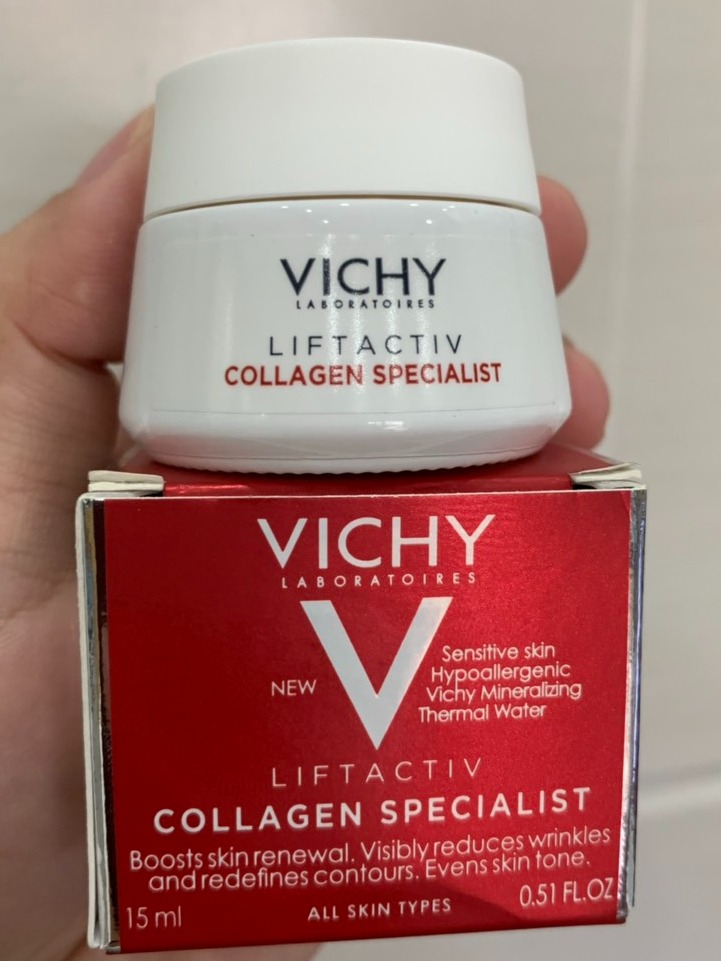 VICHY
LABORATOIRES
LIFTACTIV
COLLAGEN SPECIALIST
VICHY
LABORATOIRES
V
NEW
Sensitive skin
Hypoallergenic
Vichy Mineralizing
Thermal Water
LIFTACTIV
COLLAGEN SPECIALIST
Boosts skin renewal. Visibly reduces wrinkles
and redefines contours. Evens skin tone.
15 ml
ALL SKIN TYPES
0.51 FL.OZ